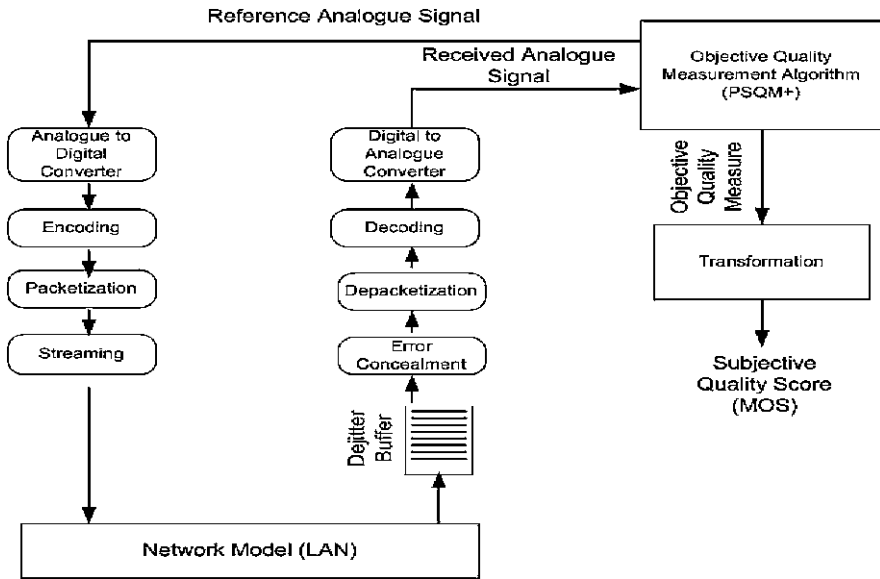 Reference Analogue Signal
Received Analogue
Signal
Objective Quality
Measurement Algorithm
(PSQM+)
Analogue to
Digital
Converter
Digital to
Analogue
Converter
Objective
Quality
Measure
Encoding
Decoding
Transformation
Packetization
Depacketization
Streaming
Error
Concealment
Subjective
Quality Score
(MOS)
Dejitter
Buffer
Network Model (LAN)